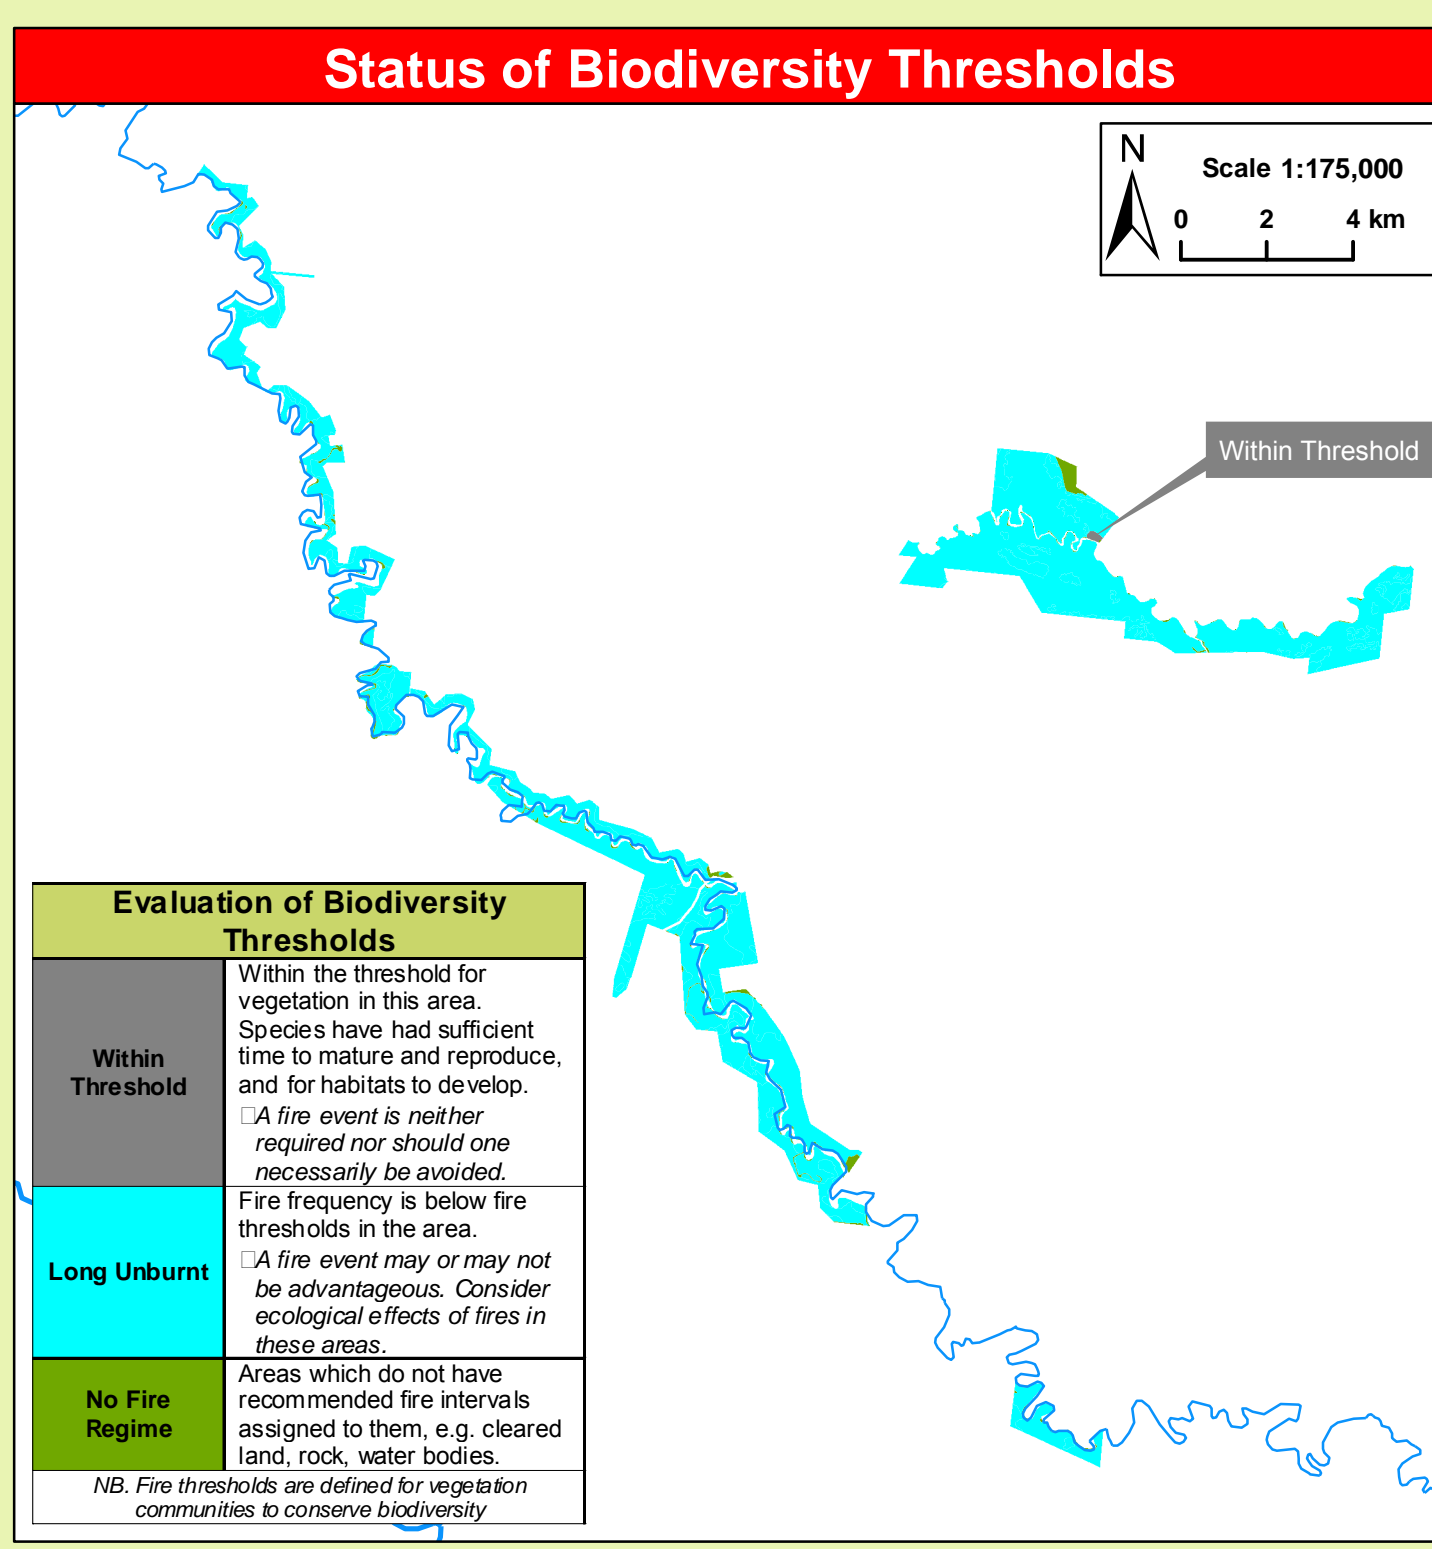 Status of Biodiversity Thresholds
N
Scale 1:175,000
0 2 4 km
Within Threshold
Evaluation of Biodiversity
Thresholds
Within
Threshold
Within the threshold for
vegetation in this area.
Species have had sufficient
time to mature and reproduce,
and for habitats to develop.
□A fire event is neither
required nor should one
necessarily be avoided.
Long Unburnt
Fire frequency is below fire
thresholds in the area.
□A fire event may or may not
be advantageous. Consider
ecological effects of fires in
these areas.
No Fire
Regime
Areas which do not have
recommended fire intervals
assigned to them, e.g. cleared
land, rock, water bodies.
NB. Fire thresholds are defined for vegetation
communities to conserve biodiversity